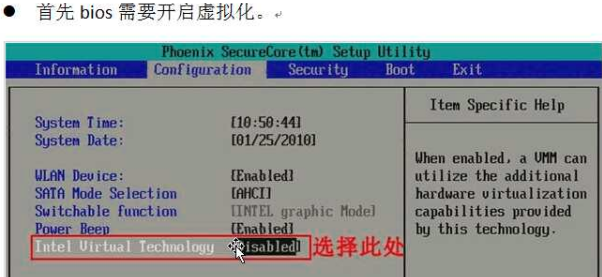 ● 首先 bios 需要开启虚拟化。
Phoenix SecureCore(tm) Setup Utility
Information Configuration Security Boot Exit
Item Specific Help
System Time: [10:50:44]
System Date: [01/25/2010]
WLAN Device: [Enabled]
SATA Mode Selection [AHCI]
Switchable function [INTEL graphic Mode]
Power Beep [Enabled]
Intel Virtual Technology [Disabled] 选择此处
When enabled, a VMM can
utilize the additional
hardware virtualization
capabilities provided
by this technology.